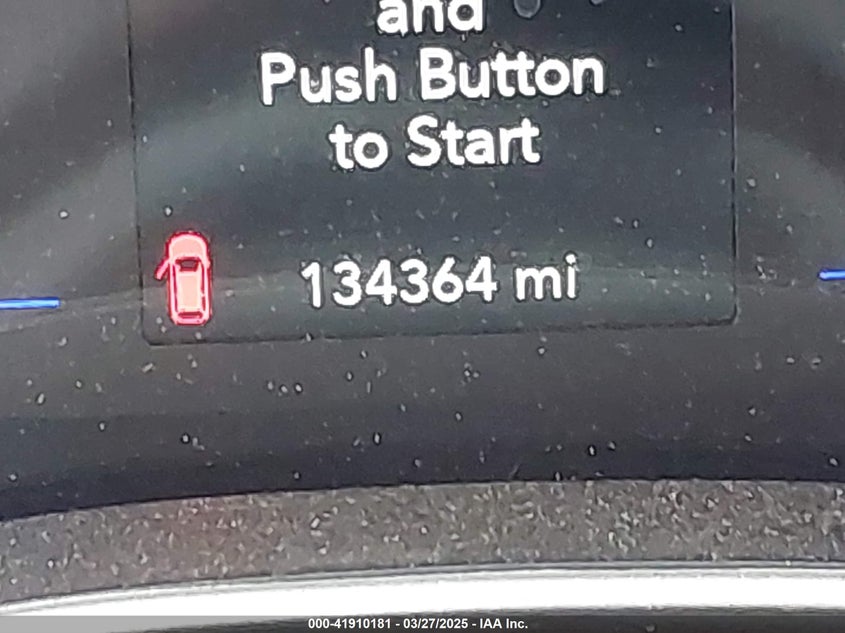 and
Push Button
to Start
134364 mi
000-41910181 - 03/27/2025 - IAA Inc.